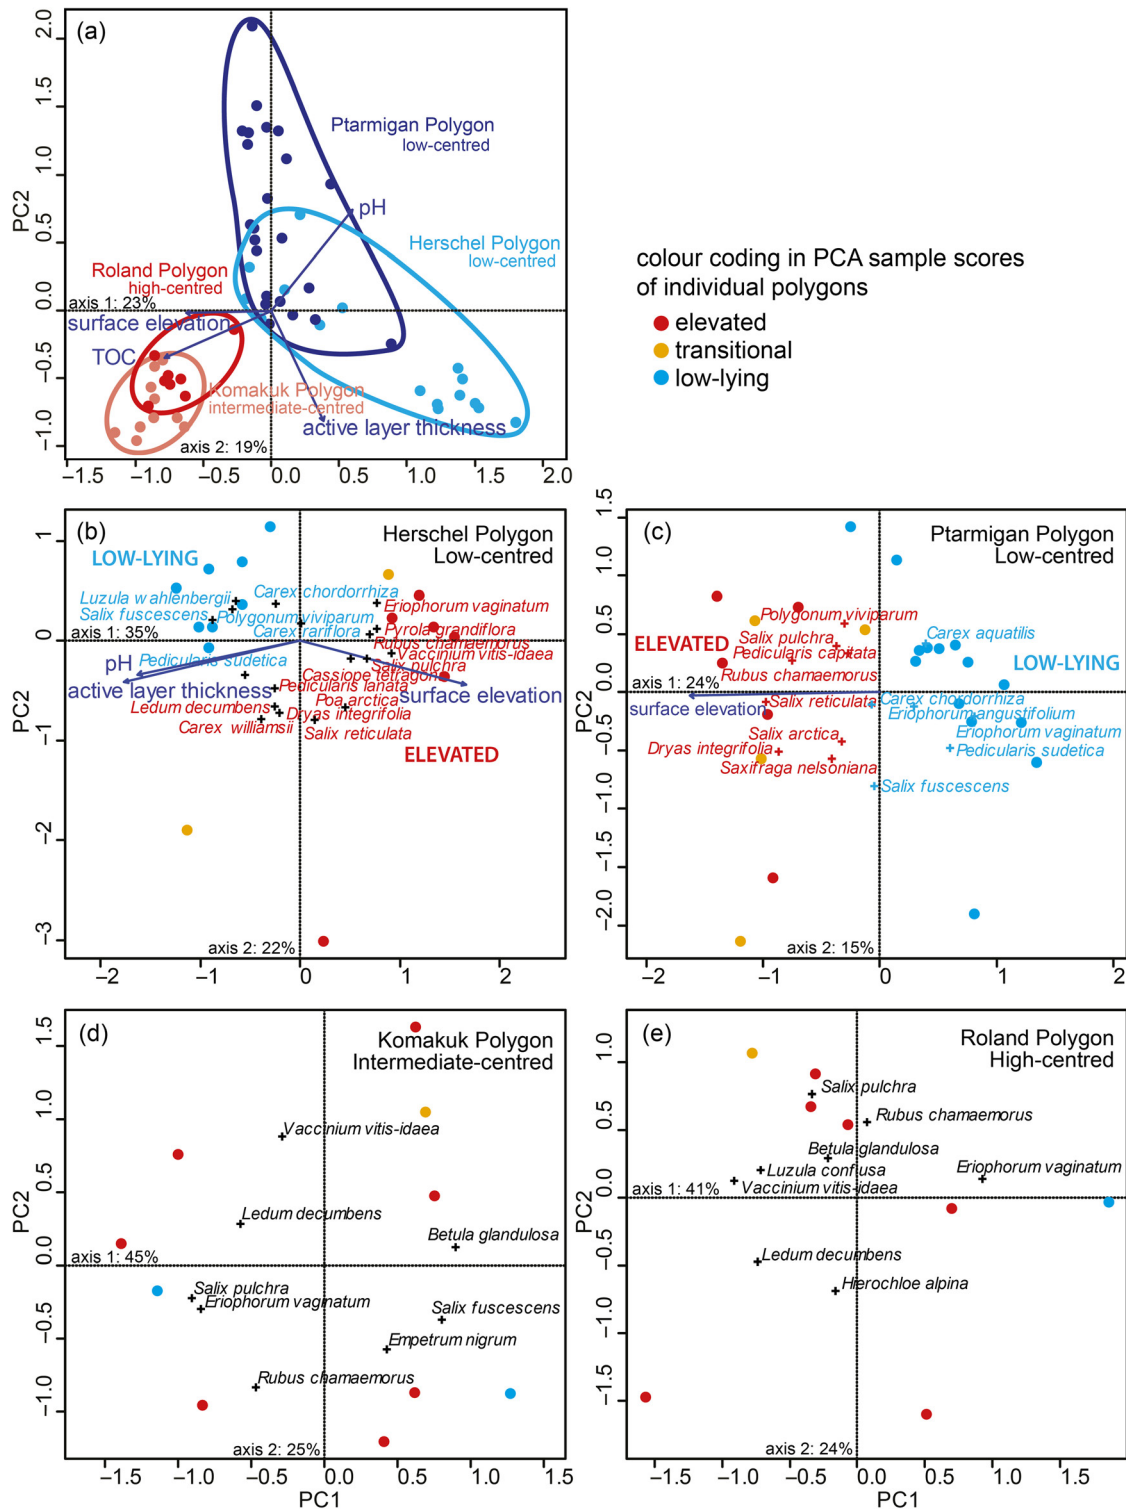 (a)
2.0
1.5
1.0
0.5
0.0
−0.5
−1.0
PC2
Ptarmigan Polygon
low-centred
pH
Herschel Polygon
low-centred
Roland Polygon
high-centred
axis 1: 23%
surface elevation
TOC
Komakuk Polygon
intermediate-centred
active layer thickness
axis 2: 19%
−1.5 −1.0 −0.5 0.0 0.5 1.0 1.5 2.0
colour coding in PCA sample scores
of individual polygons
elevated
transitional
low-lying
(b)
Herschel Polygon
Low-centred
1
0
−1
−2
−3
PC2
LOW-LYING
Luzula wahlenbergii
Carex chordorrhiza
Eriophorum vaginatum
Salix fuscescens
Polygonum viviparum
Carex rariflora
Pyrola grandiflora
axis 1: 35%
Rubus chamaemorus
Vaccinium vitis-idaea
Pedicularis sudetica
Salix pulchra
pH
Cassiope tetragona
active layer thickness
Pedicularis lanata
surface elevation
Poa arctica
Ledum decumbens
Dryas integrifolia
Carex williamsii
Salix reticulata
ELEVATED
axis 2: 22%
−2 −1 0 1 2
(c)
Ptarmigan Polygon
Low-centred
1.5
1.0
0.5
0.0
−0.5
−1.0
−1.5
−2.0
PC2
Polygonum viviparum
Carex aquatilis
ELEVATED
Salix pulchra
Pedicularis capitata
LOW-LYING
Rubus chamaemorus
axis 1: 24%
surface elevation
Salix reticulata
Carex chordorrhiza
Eriophorum angustifolium
Salix arctica
Eriophorum vaginatum
Dryas integrifolia
Pedicularis sudetica
Saxifraga nelsoniana
Salix fuscescens
axis 2: 15%
−2 −1 0 1 2
(d)
Komakuk Polygon
Intermediate-centred
1.5
1.0
0.5
0.0
−0.5
−1.0
PC2
Vaccinium vitis-idaea
Ledum decumbens
Betula glandulosa
axis 1: 45%
Salix pulchra
Eriophorum vaginatum
Salix fuscescens
Empetrum nigrum
Rubus chamaemorus
axis 2: 25%
−1.5 −1.0 −0.5 0.0 0.5 1.0 1.5
PC1
(e)
Roland Polygon
High-centred
1.0
0.5
0.0
−0.5
−1.0
−1.5
PC2
Salix pulchra
Rubus chamaemorus
Betula glandulosa
Luzula confusa
Eriophorum vaginatum
axis 1: 41%
Vaccinium vitis-idaea
Ledum decumbens
Hierochloe alpina
axis 2: 24%
−1.5 −1.0 −0.5 0.0 0.5 1.0 1.5
PC1